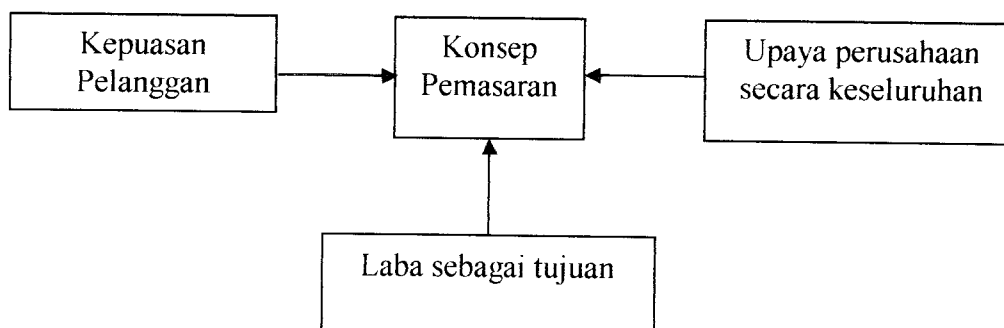 Kepuasan
Pelanggan
Konsep
Pemasaran
Upaya perusahaan
secara keseluruhan
Laba sebagai tujuan